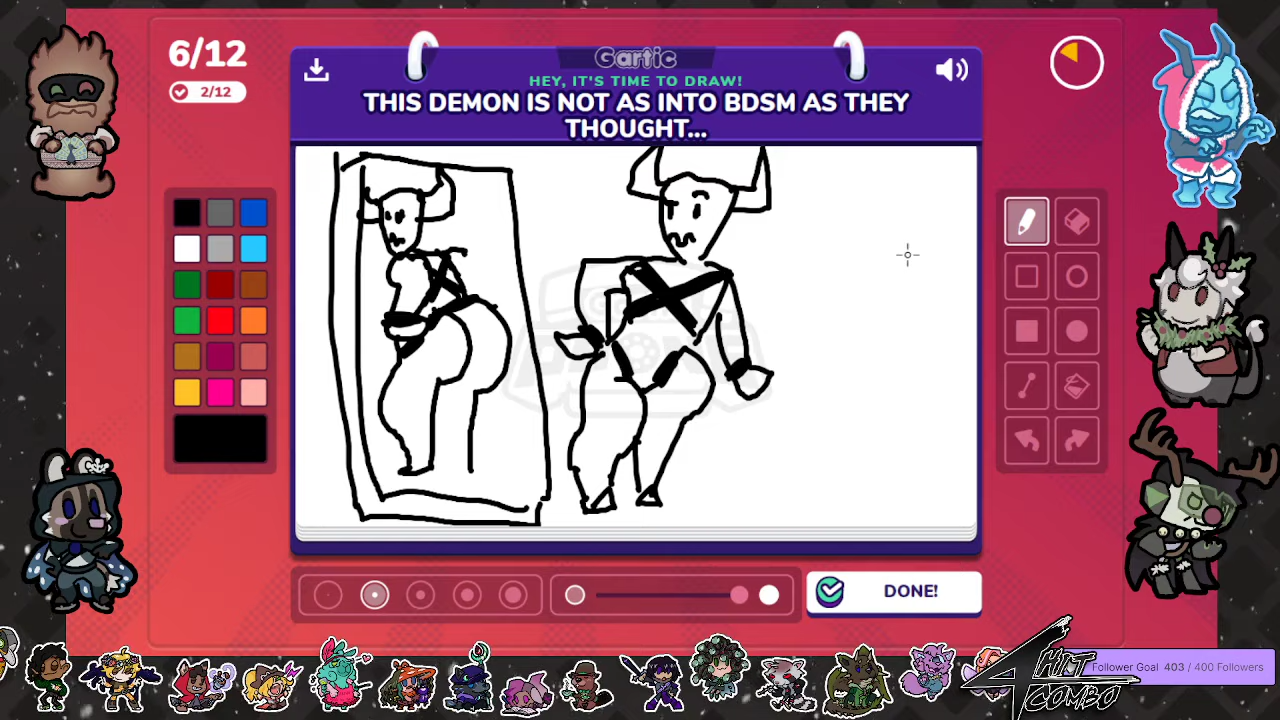 6/12
2/12
Gartic
HEY, IT'S TIME TO DRAW!
THIS DEMON IS NOT AS INTO BDSM AS THEY
THOUGHT...
DONE!
4 HIT
COMBO
Follower Goal 403 / 400 Followers